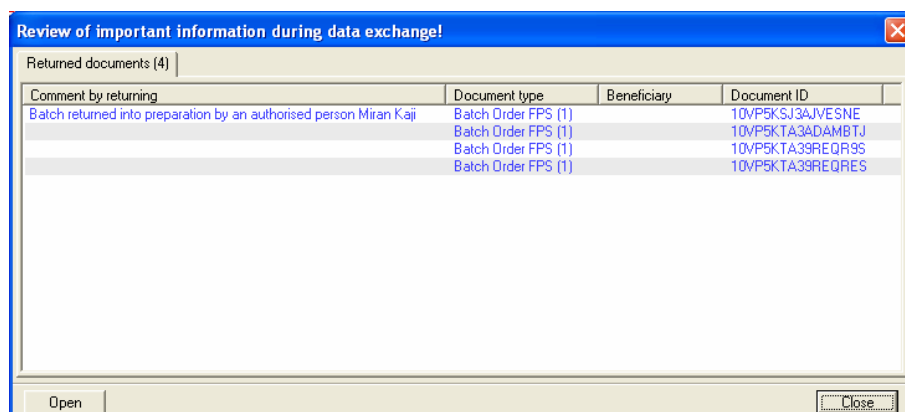 Review of important information during data exchange!
Returned documents (4)
Comment by returning Document type Beneficiary Document ID
Batch returned into preparation by an authorised person Miran Kaji Batch Order FPS (1) 10VP5KSJ3AJVESNE
Batch Order FPS (1) 10VP5KTA3ADAMBTJ
Batch Order FPS (1) 10VP5KTA39REQR9S
Batch Order FPS (1) 10VP5KTA39REQRES
Open Close